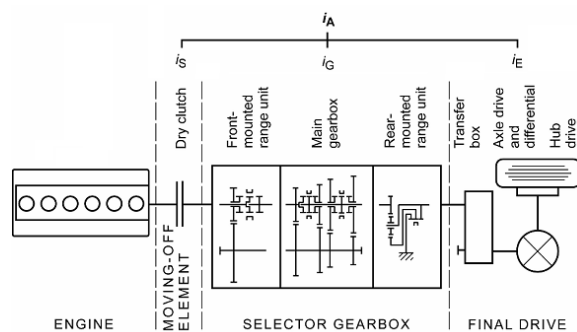 iA
iS
iG
iE
Dry clutch
Front-
mounted
range unit
Main
gearbox
Rear-
mounted
range unit
Transfer
box
Axle drive
and
differential
Hub
drive
ENGINE
MOVING-OFF
ELEMENT
SELECTOR GEARBOX
FINAL DRIVE